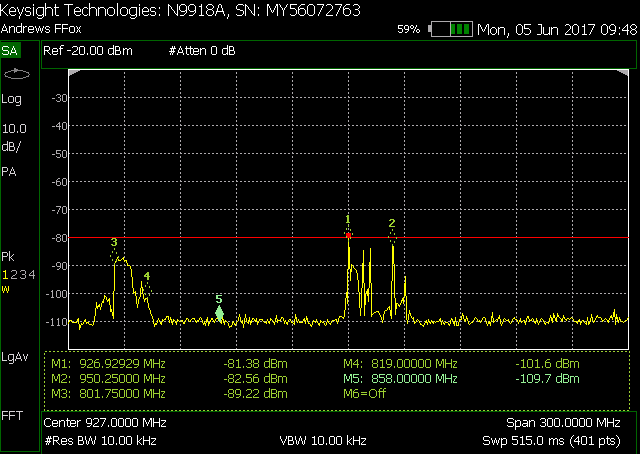 Keysight Technologies: N9918A, SN: MY56072763
Andrews FFox 59% Mon, 05 Jun 2017 09:48
SA Ref -20.00 dBm #Atten 0 dB
Log
10.0
dB/
PA
Pk
1234
w
LgAv
FFT
-30
-40
-50
-60
-70
-80
-90
-100
-110
1
2
3
4
5
M1: 926.92929 MHz -81.38 dBm M4: 819.00000 MHz -101.6 dBm
M2: 950.25000 MHz -82.56 dBm M5: 858.00000 MHz -109.7 dBm
M3: 801.75000 MHz -89.22 dBm M6=Off
Center 927.0000 MHz Span 300.0000 MHz
#Res BW 10.00 kHz VBW 10.00 kHz Swp 515.0 ms (401 pts)